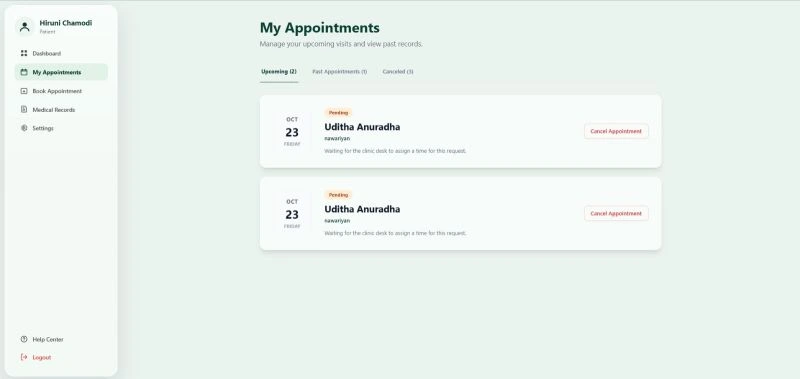 Hiruni Chamodi
Patient
Dashboard
My Appointments
Book Appointment
Medical Records
Settings
Help Center
Logout
My Appointments
Manage your upcoming visits and view past records.
Upcoming (2) Past Appointments (1) Canceled (3)
OCT
23
FRIDAY
Pending
Uditha Anuradha
nawariyan
Waiting for the clinic desk to assign a time for this request.
Cancel Appointment
OCT
23
FRIDAY
Pending
Uditha Anuradha
nawariyan
Waiting for the clinic desk to assign a time for this request.
Cancel Appointment